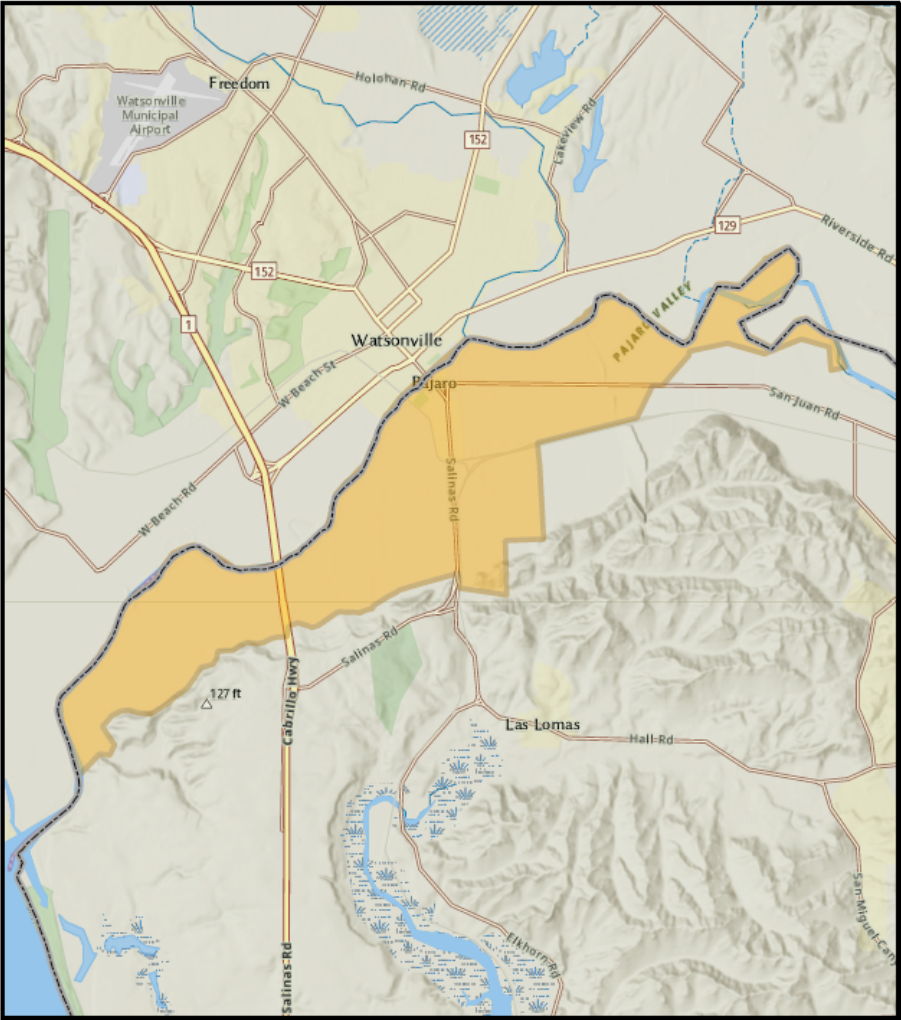 Freedom
Holohan Rd
Watsonville
Municipal
Airport
152
Lakeview Rd
129
Riverside Rd
152
PAJARO VALLEY
1
Watsonville
W Beach St
Pajaro
San Juan Rd
Salinas Rd
W Beach Rd
Salinas Rd
127 ft
Cabrillo Hwy
Las Lomas
Hall Rd
San Miguel Cany
Elkhorn Rd
Salinas Rd